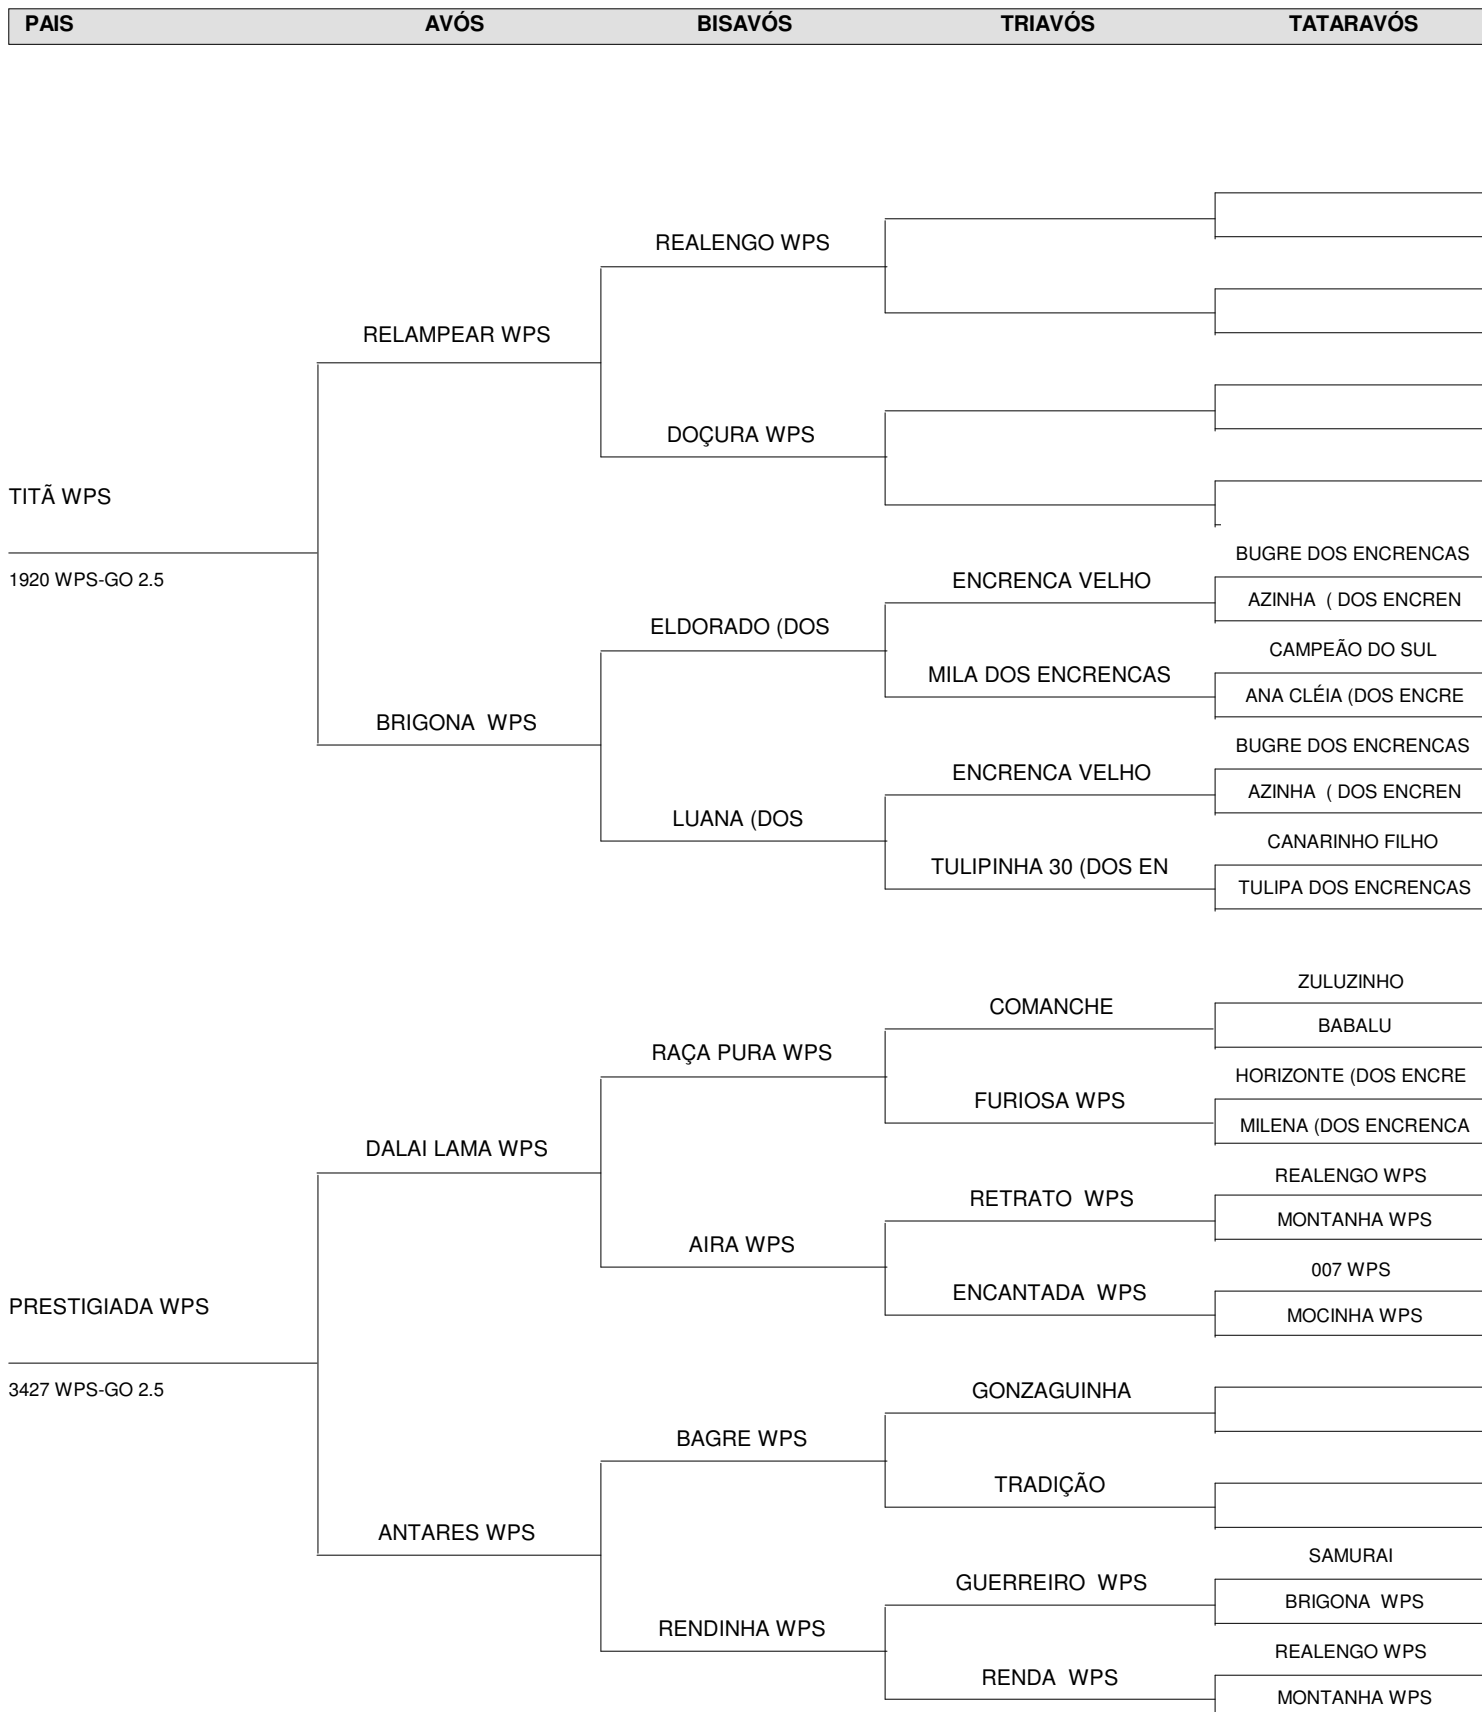 PAIS AVÓS BISAVÓS TRIAVÓS TATARAVÓS
REALENGO WPS
RELAMPEAR WPS
DOÇURA WPS
TITÃ WPS
1920 WPS-GO 2.5
BUGRE DOS ENCRENCAS
ENCRENCA VELHO
AZINHA ( DOS ENCREN
ELDORADO (DOS
CAMPEÃO DO SUL
MILA DOS ENCRENCAS
ANA CLÉIA (DOS ENCRE
BRIGONA WPS
BUGRE DOS ENCRENCAS
ENCRENCA VELHO
AZINHA ( DOS ENCREN
LUANA (DOS
CANARINHO FILHO
TULIPINHA 30 (DOS EN
TULIPA DOS ENCRENCAS
ZULUZINHO
COMANCHE
BABALU
RAÇA PURA WPS
HORIZONTE (DOS ENCRE
FURIOSA WPS
MILENA (DOS ENCRENCA
DALAI LAMA WPS
REALENGO WPS
RETRATO WPS
MONTANHA WPS
AIRA WPS
007 WPS
ENCANTADA WPS
MOCINHA WPS
PRESTIGIADA WPS
3427 WPS-GO 2.5
GONZAGUINHA
BAGRE WPS
TRADIÇÃO
ANTARES WPS
SAMURAI
GUERREIRO WPS
BRIGONA WPS
RENDINHA WPS
REALENGO WPS
RENDA WPS
MONTANHA WPS